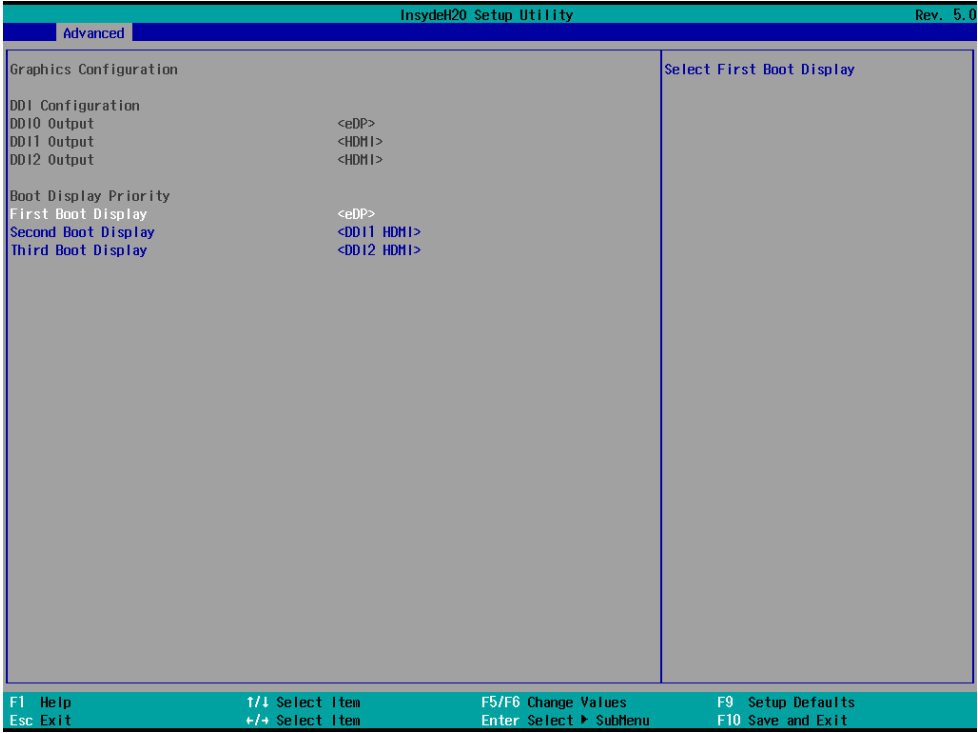 InsydeH20 Setup Utility Rev. 5.0
Advanced
Graphics Configuration
Select First Boot Display
DDI Configuration
DDI0 Output <eDP>
DDI1 Output <HDMI>
DDI2 Output <HDMI>
Boot Display Priority
First Boot Display <eDP>
Second Boot Display <DDI1 HDMI>
Third Boot Display <DDI2 HDMI>
F1 Help ↑/↓ Select Item F5/F6 Change Values F9 Setup Defaults
Esc Exit ←/→ Select Item Enter Select ▶ SubMenu F10 Save and Exit